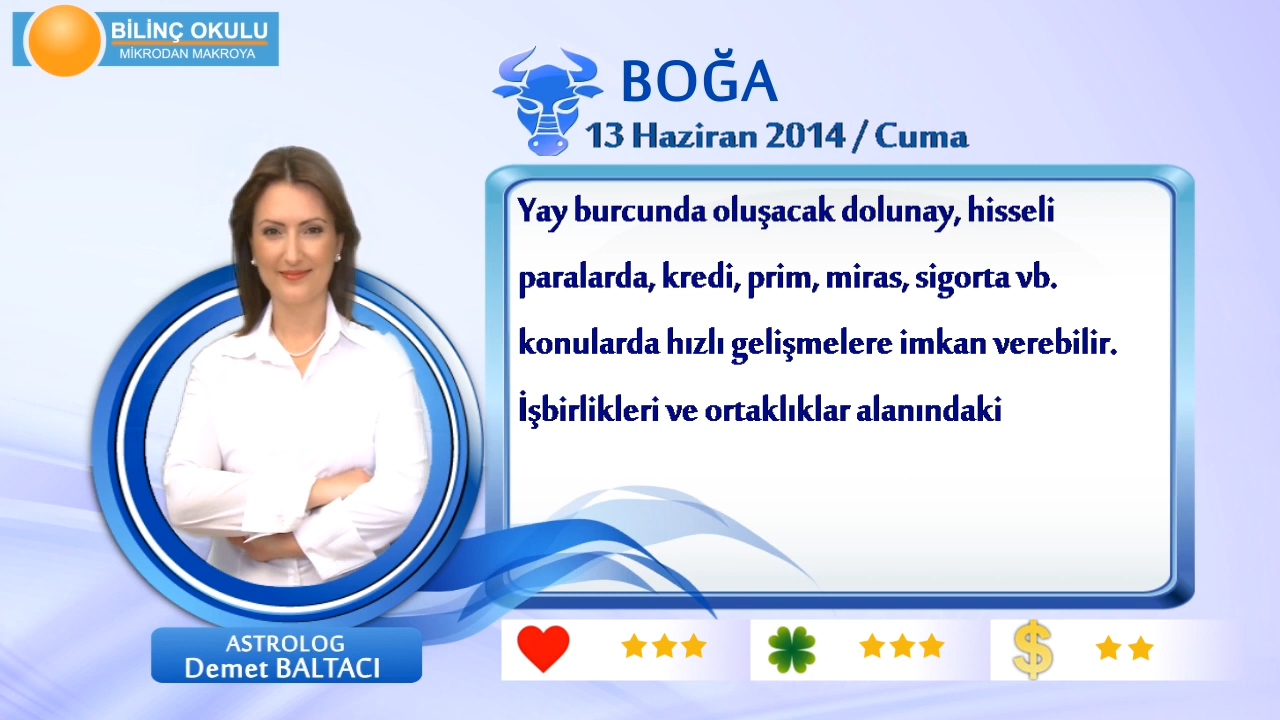 BİLİNÇ OKULU
MİKRODAN MAKROYA
BOĞA
13 Haziran 2014 / Cuma
Yay burcunda oluşacak dolunay, hisseli
paralarda, kredi, prim, miras, sigorta vb.
konularda hızlı gelişmelere imkan verebilir.
İşbirlikleri ve ortaklıklar alanındaki
ASTROLOG
Demet BALTACI
$